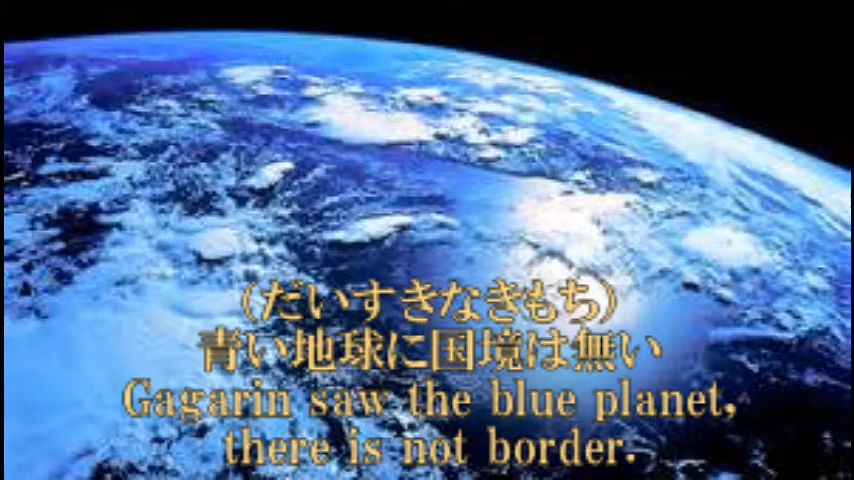 （だいすきなきもち）
青い地球に国境は無い
Gagarin saw the blue planet,
there is not border.